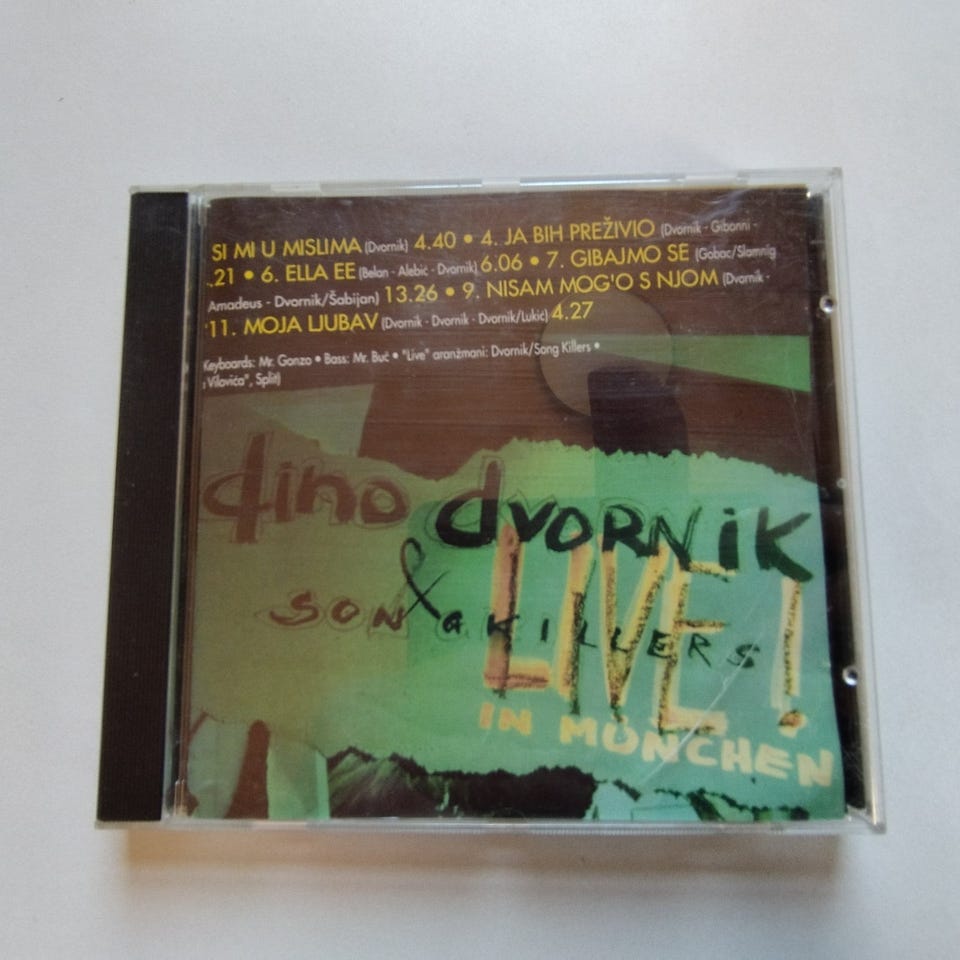 SI MI U MISLIMA (Dvornik) 4.40 • 4. JA BIH PREŽIVIO (Dvornik - Gibonni -
.21 • 6. ELLA EE (Belan - Alebić - Dvornik) 6.06 • 7. GIBAJMO SE (Gobac/Slamnig
Amadeus - Dvornik/Šabijan) 13.26 • 9. NISAM MOG'O S NJOM (Dvornik -
11. MOJA LJUBAV (Dvornik - Dvornik - Dvornik/Lukić) 4.27
Keyboards: Mr. Gonzo • Bass: Mr. Buč • "Live" aranžmani: Dvornik/Song Killers •
Vilovića", Split)
dino dvornik
&
SONG KILLERS
LIVE!
IN MÜNCHEN